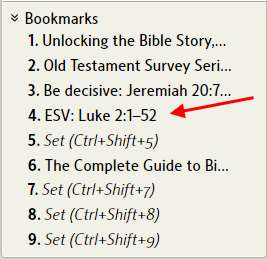 Bookmarks
1. Unlocking the Bible Story,...
2. Old Testament Survey Seri...
3. Be decisive: Jeremiah 20:7...
4. ESV: Luke 2:1–52
5. Set (Ctrl+Shift+5)
6. The Complete Guide to Bi...
7. Set (Ctrl+Shift+7)
8. Set (Ctrl+Shift+8)
9. Set (Ctrl+Shift+9)